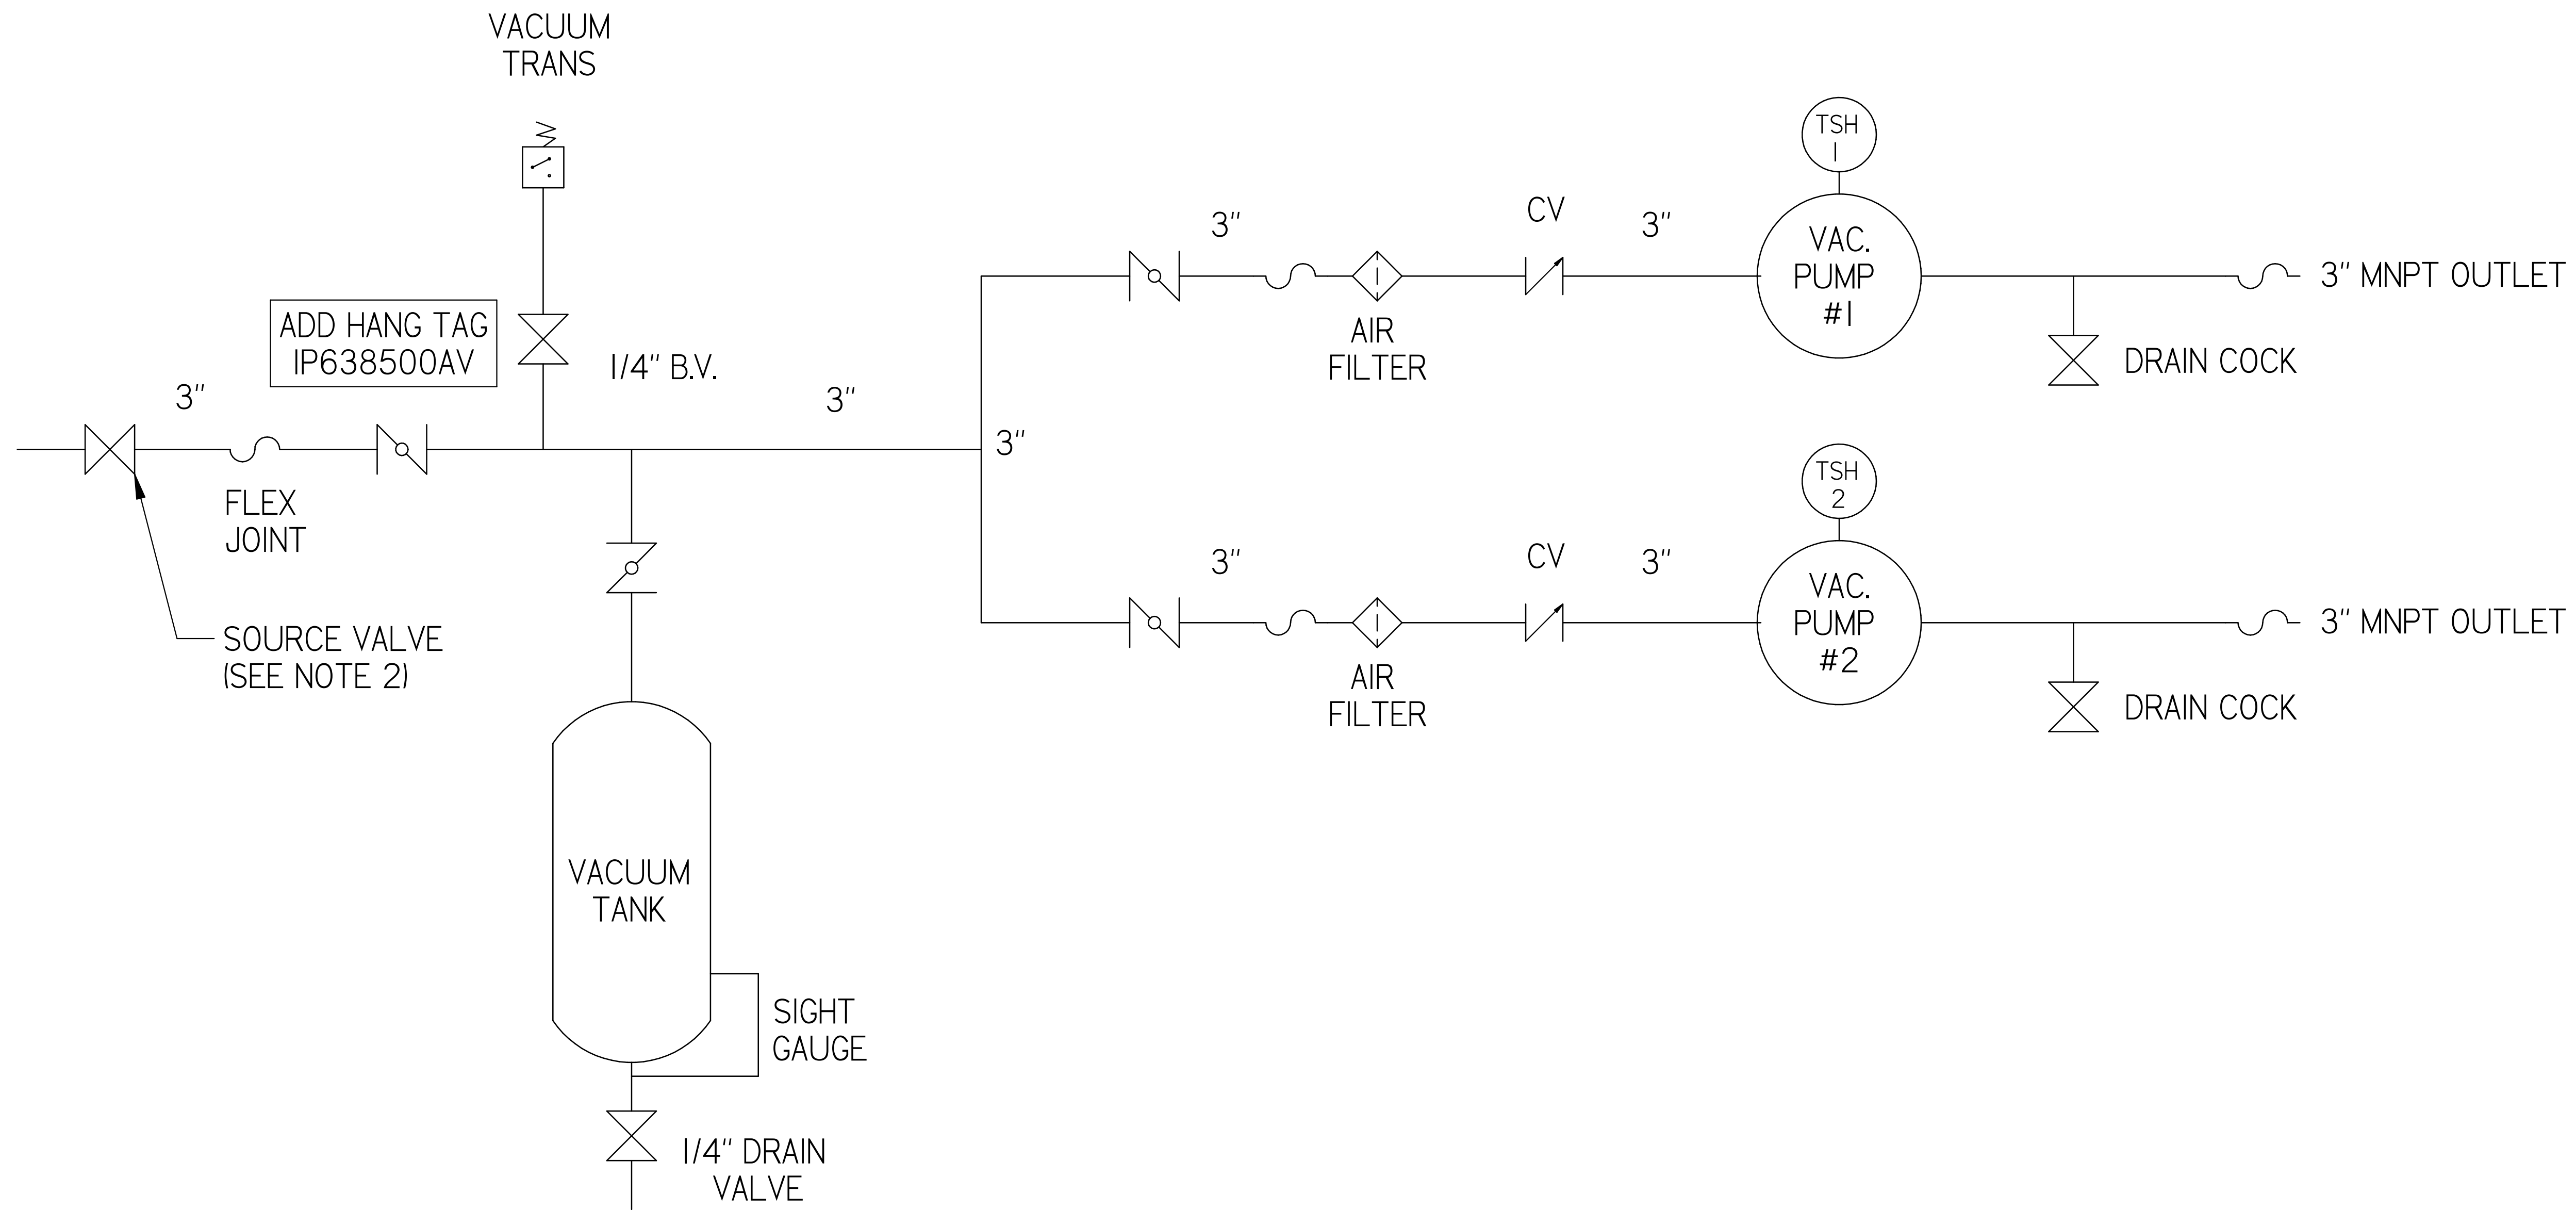 VACUUM
TRANS
TSH
1
3"
CV
3"
VAC.
PUMP
#1
3" MNPT OUTLET
ADD HANG TAG
IP638500AV
AIR
FILTER
DRAIN COCK
1/4" B.V.
3"
3"
3"
TSH
2
FLEX
JOINT
3"
CV
3"
VAC.
PUMP
#2
3" MNPT OUTLET
SOURCE VALVE
(SEE NOTE 2)
AIR
FILTER
DRAIN COCK
VACUUM
TANK
SIGHT
GAUGE
1/4" DRAIN
VALVE